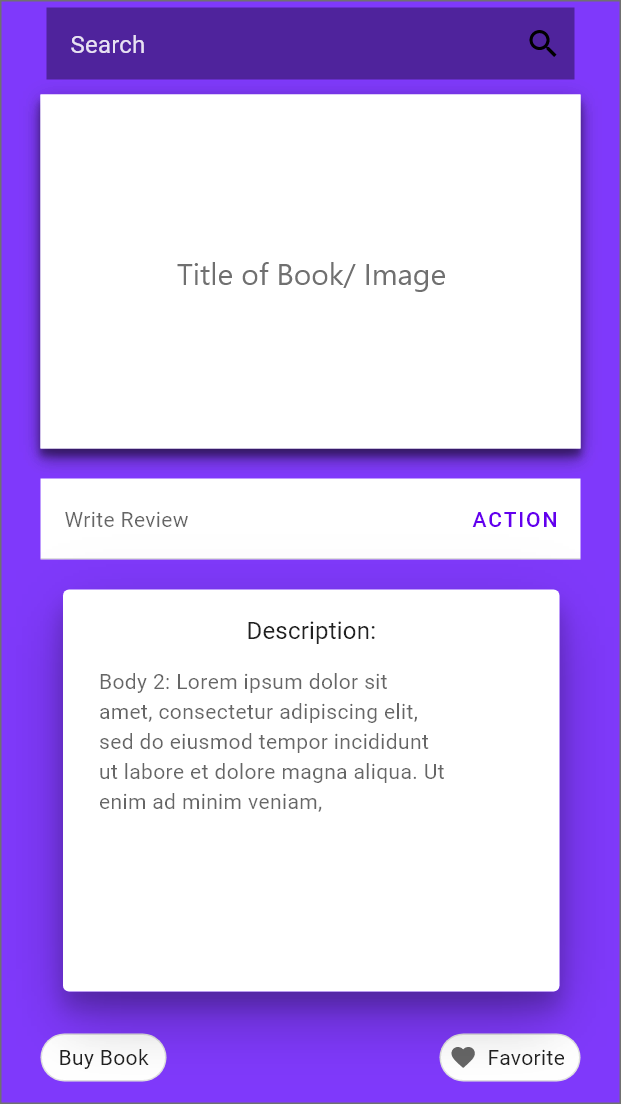 Search
Title of Book/ Image
Write Review ACTION
Description:
Body 2: Lorem ipsum dolor sit
amet, consectetur adipiscing elit,
sed do eiusmod tempor incididunt
ut labore et dolore magna aliqua. Ut
enim ad minim veniam,
Buy Book Favorite